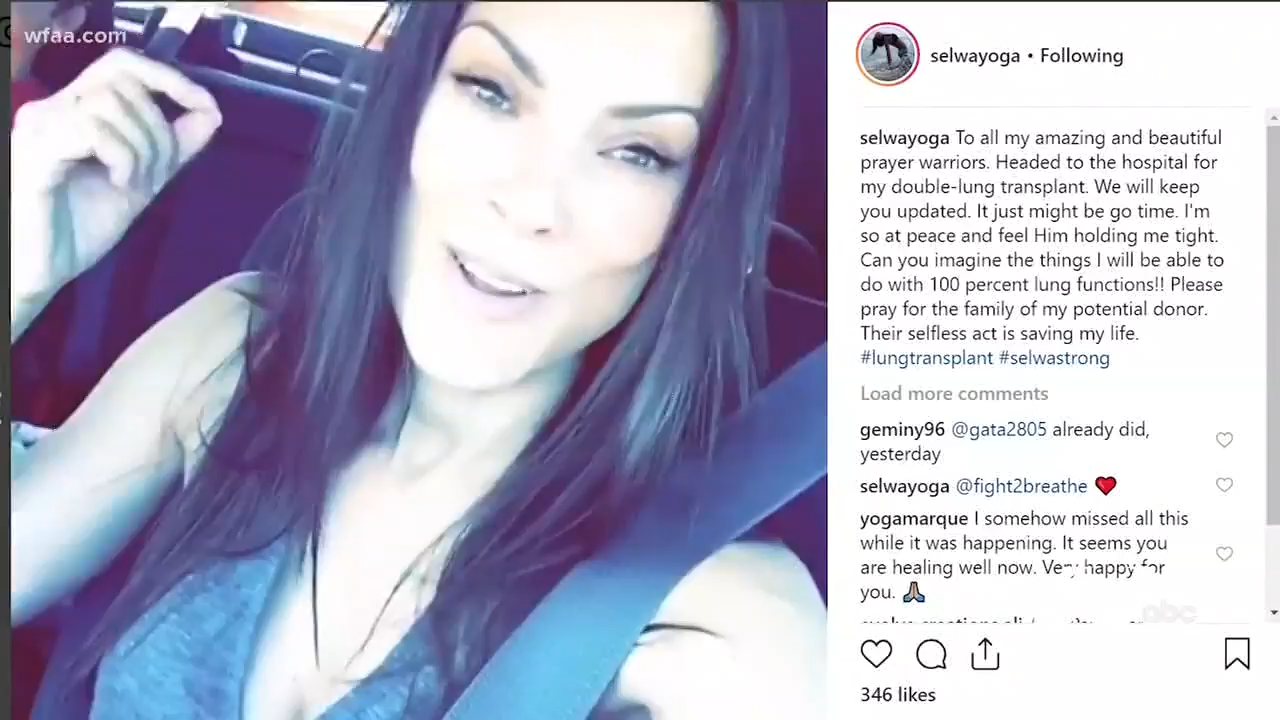 wfaa.com
selwayoga • Following
selwayoga To all my amazing and beautiful
prayer warriors. Headed to the hospital for
my double-lung transplant. We will keep
you updated. It just might be go time. I'm
so at peace and feel Him holding me tight.
Can you imagine the things I will be able to
do with 100 percent lung functions!! Please
pray for the family of my potential donor.
Their selfless act is saving my life.
#lungtransplant #selwastrong
Load more comments
geminy96 @gata2805 already did,
yesterday
selwayoga @fight2breathe ❤️
yogamarque I somehow missed all this
while it was happening. It seems you
are healing well now. Very happy for
you. 🙏🏽
abc
346 likes